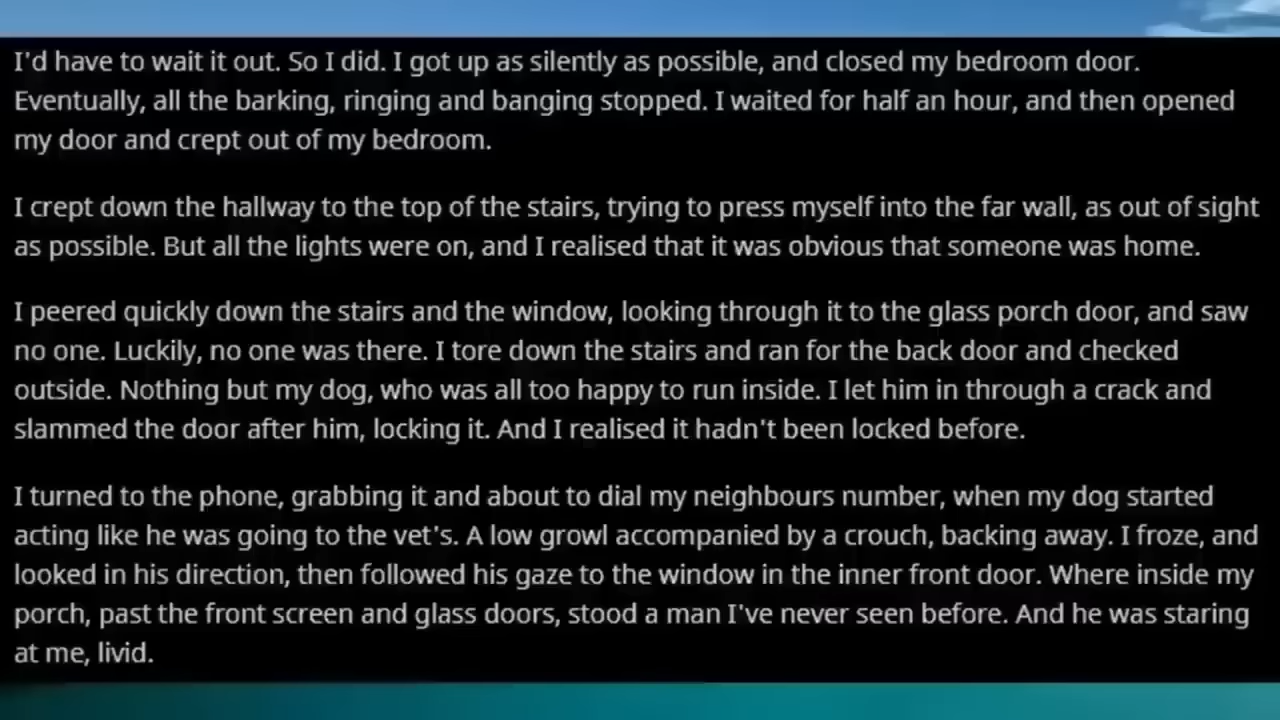 I'd have to wait it out. So I did. I got up as silently as possible, and closed my bedroom door.
Eventually, all the barking, ringing and banging stopped. I waited for half an hour, and then opened
my door and crept out of my bedroom.
I crept down the hallway to the top of the stairs, trying to press myself into the far wall, as out of sight
as possible. But all the lights were on, and I realised that it was obvious that someone was home.
I peered quickly down the stairs and the window, looking through it to the glass porch door, and saw
no one. Luckily, no one was there. I tore down the stairs and ran for the back door and checked
outside. Nothing but my dog, who was all too happy to run inside. I let him in through a crack and
slammed the door after him, locking it. And I realised it hadn't been locked before.
I turned to the phone, grabbing it and about to dial my neighbours number, when my dog started
acting like he was going to the vet's. A low growl accompanied by a crouch, backing away. I froze, and
looked in his direction, then followed his gaze to the window in the inner front door. Where inside my
porch, past the front screen and glass doors, stood a man I've never seen before. And he was staring
at me, livid.